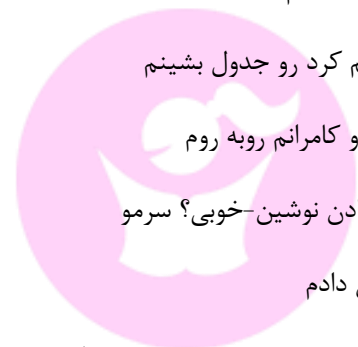 م کرد رو جدول بشینم
و کامرانم روبه روم
دن نوشین-خوبی؟ سرمو
دادم